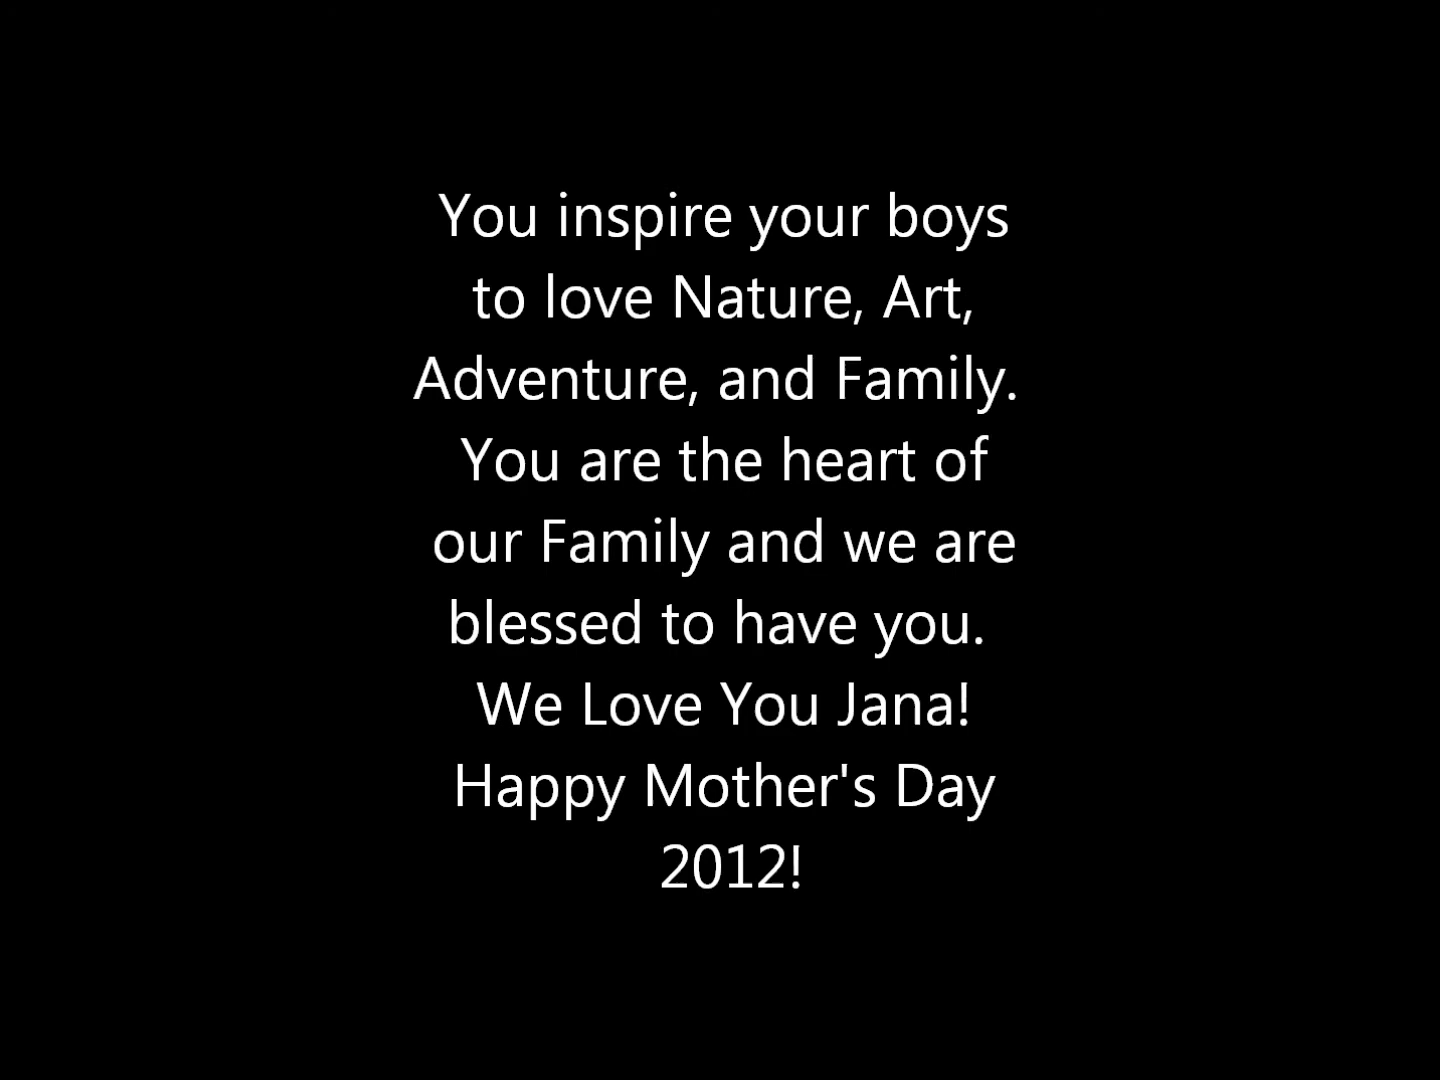 You inspire your boys
to love Nature, Art,
Adventure, and Family.
You are the heart of
our Family and we are
blessed to have you.
We Love You Jana!
Happy Mother's Day
2012!